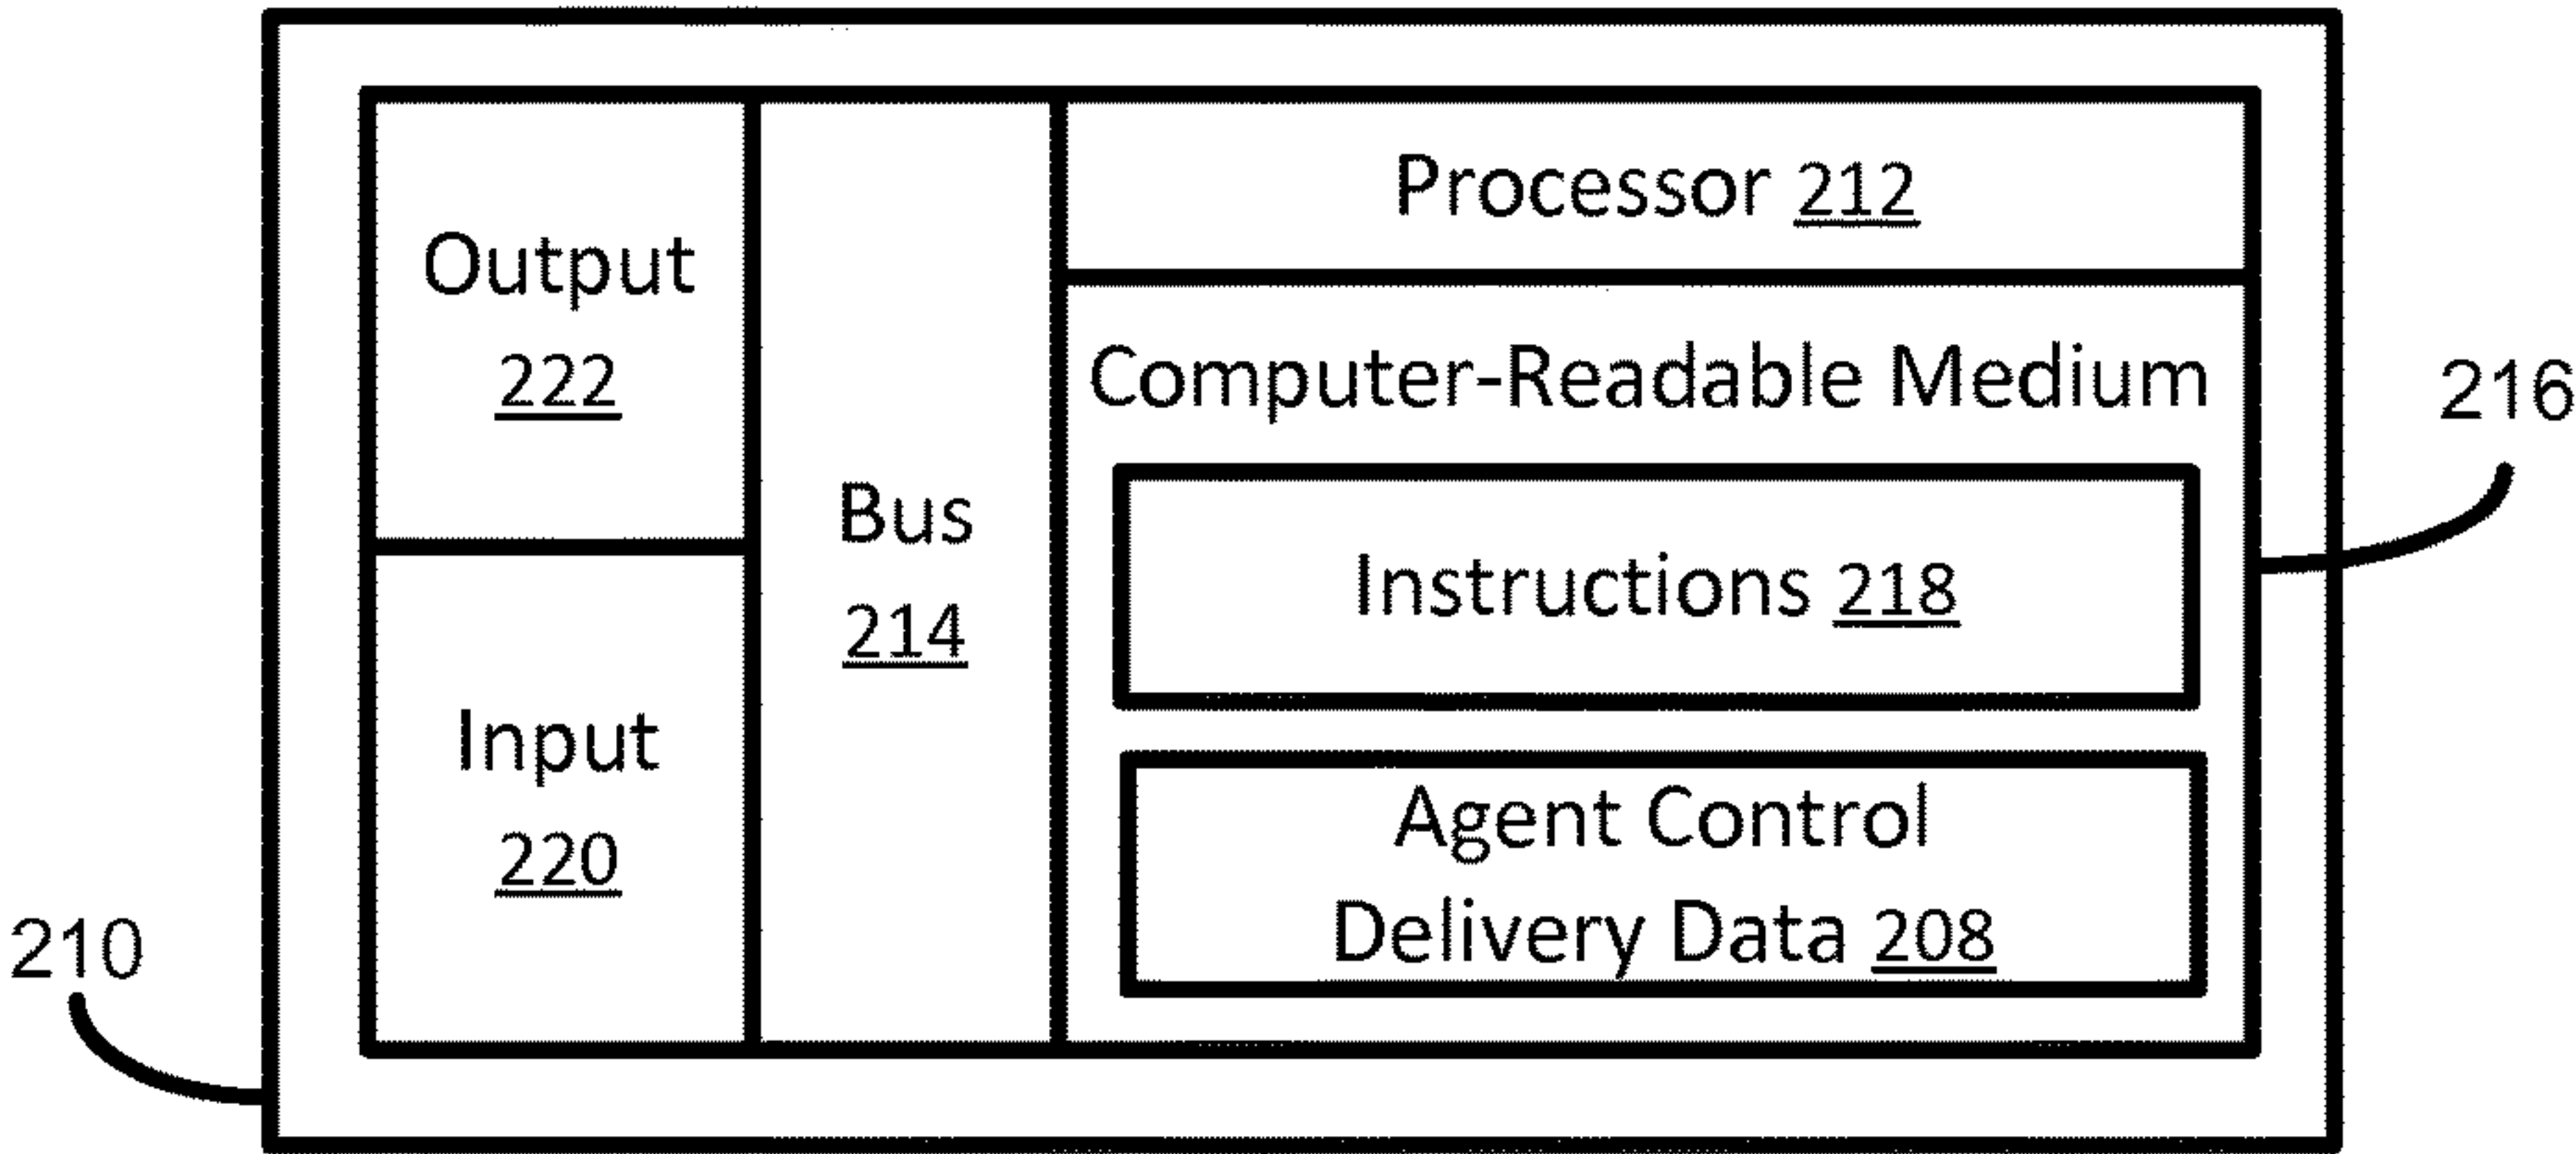 Output
222
Input
220
Bus
214
Processor 212
Computer-Readable Medium
Instructions 218
Agent Control
Delivery Data 208
216
210